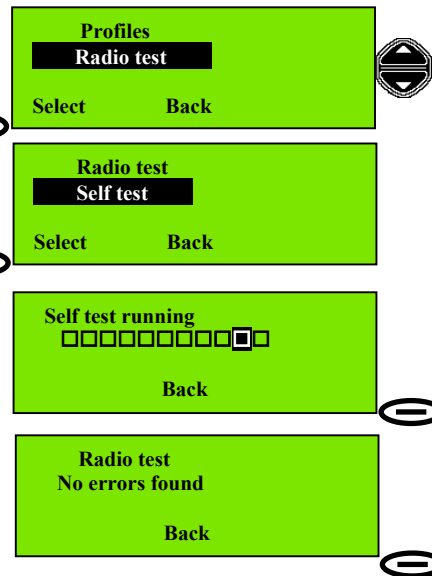 Profiles
Radio test
Select Back
Radio test
Self test
Select Back
Self test running
Back
Radio test
No errors found
Back